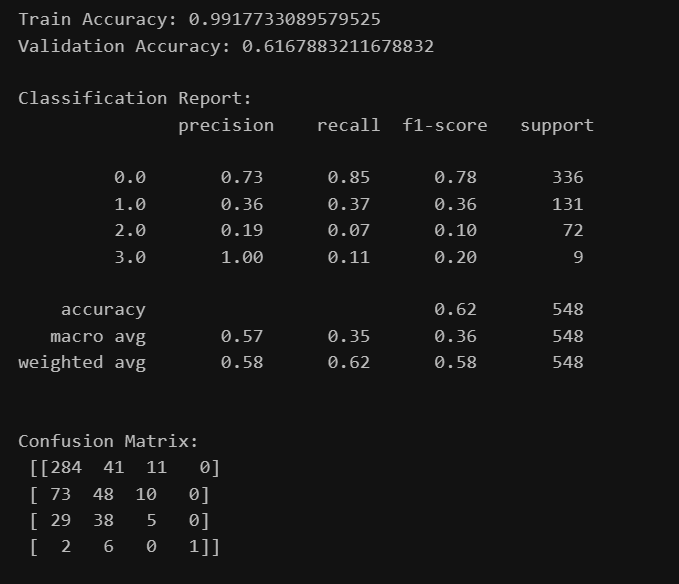 Train Accuracy: 0.9917733089579525
Validation Accuracy: 0.6167883211678832
Classification Report:
precision recall f1-score support
0.0 0.73 0.85 0.78 336
1.0 0.36 0.37 0.36 131
2.0 0.19 0.07 0.10 72
3.0 1.00 0.11 0.20 9
accuracy 0.62 548
macro avg 0.57 0.35 0.36 548
weighted avg 0.58 0.62 0.58 548
Confusion Matrix:
[[284 41 11 0]
[ 73 48 10 0]
[ 29 38 5 0]
[ 2 6 0 1]]